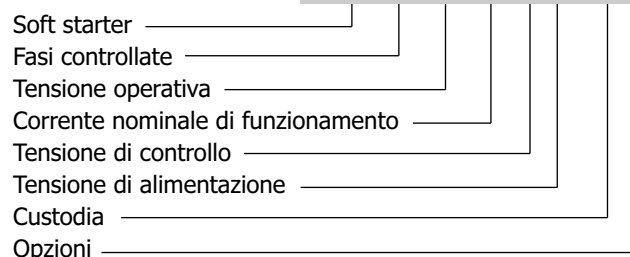 Soft starter
Fasi controllate
Tensione operativa
Corrente nominale di funzionamento
Tensione di controllo
Tensione di alimentazione
Custodia
Opzioni